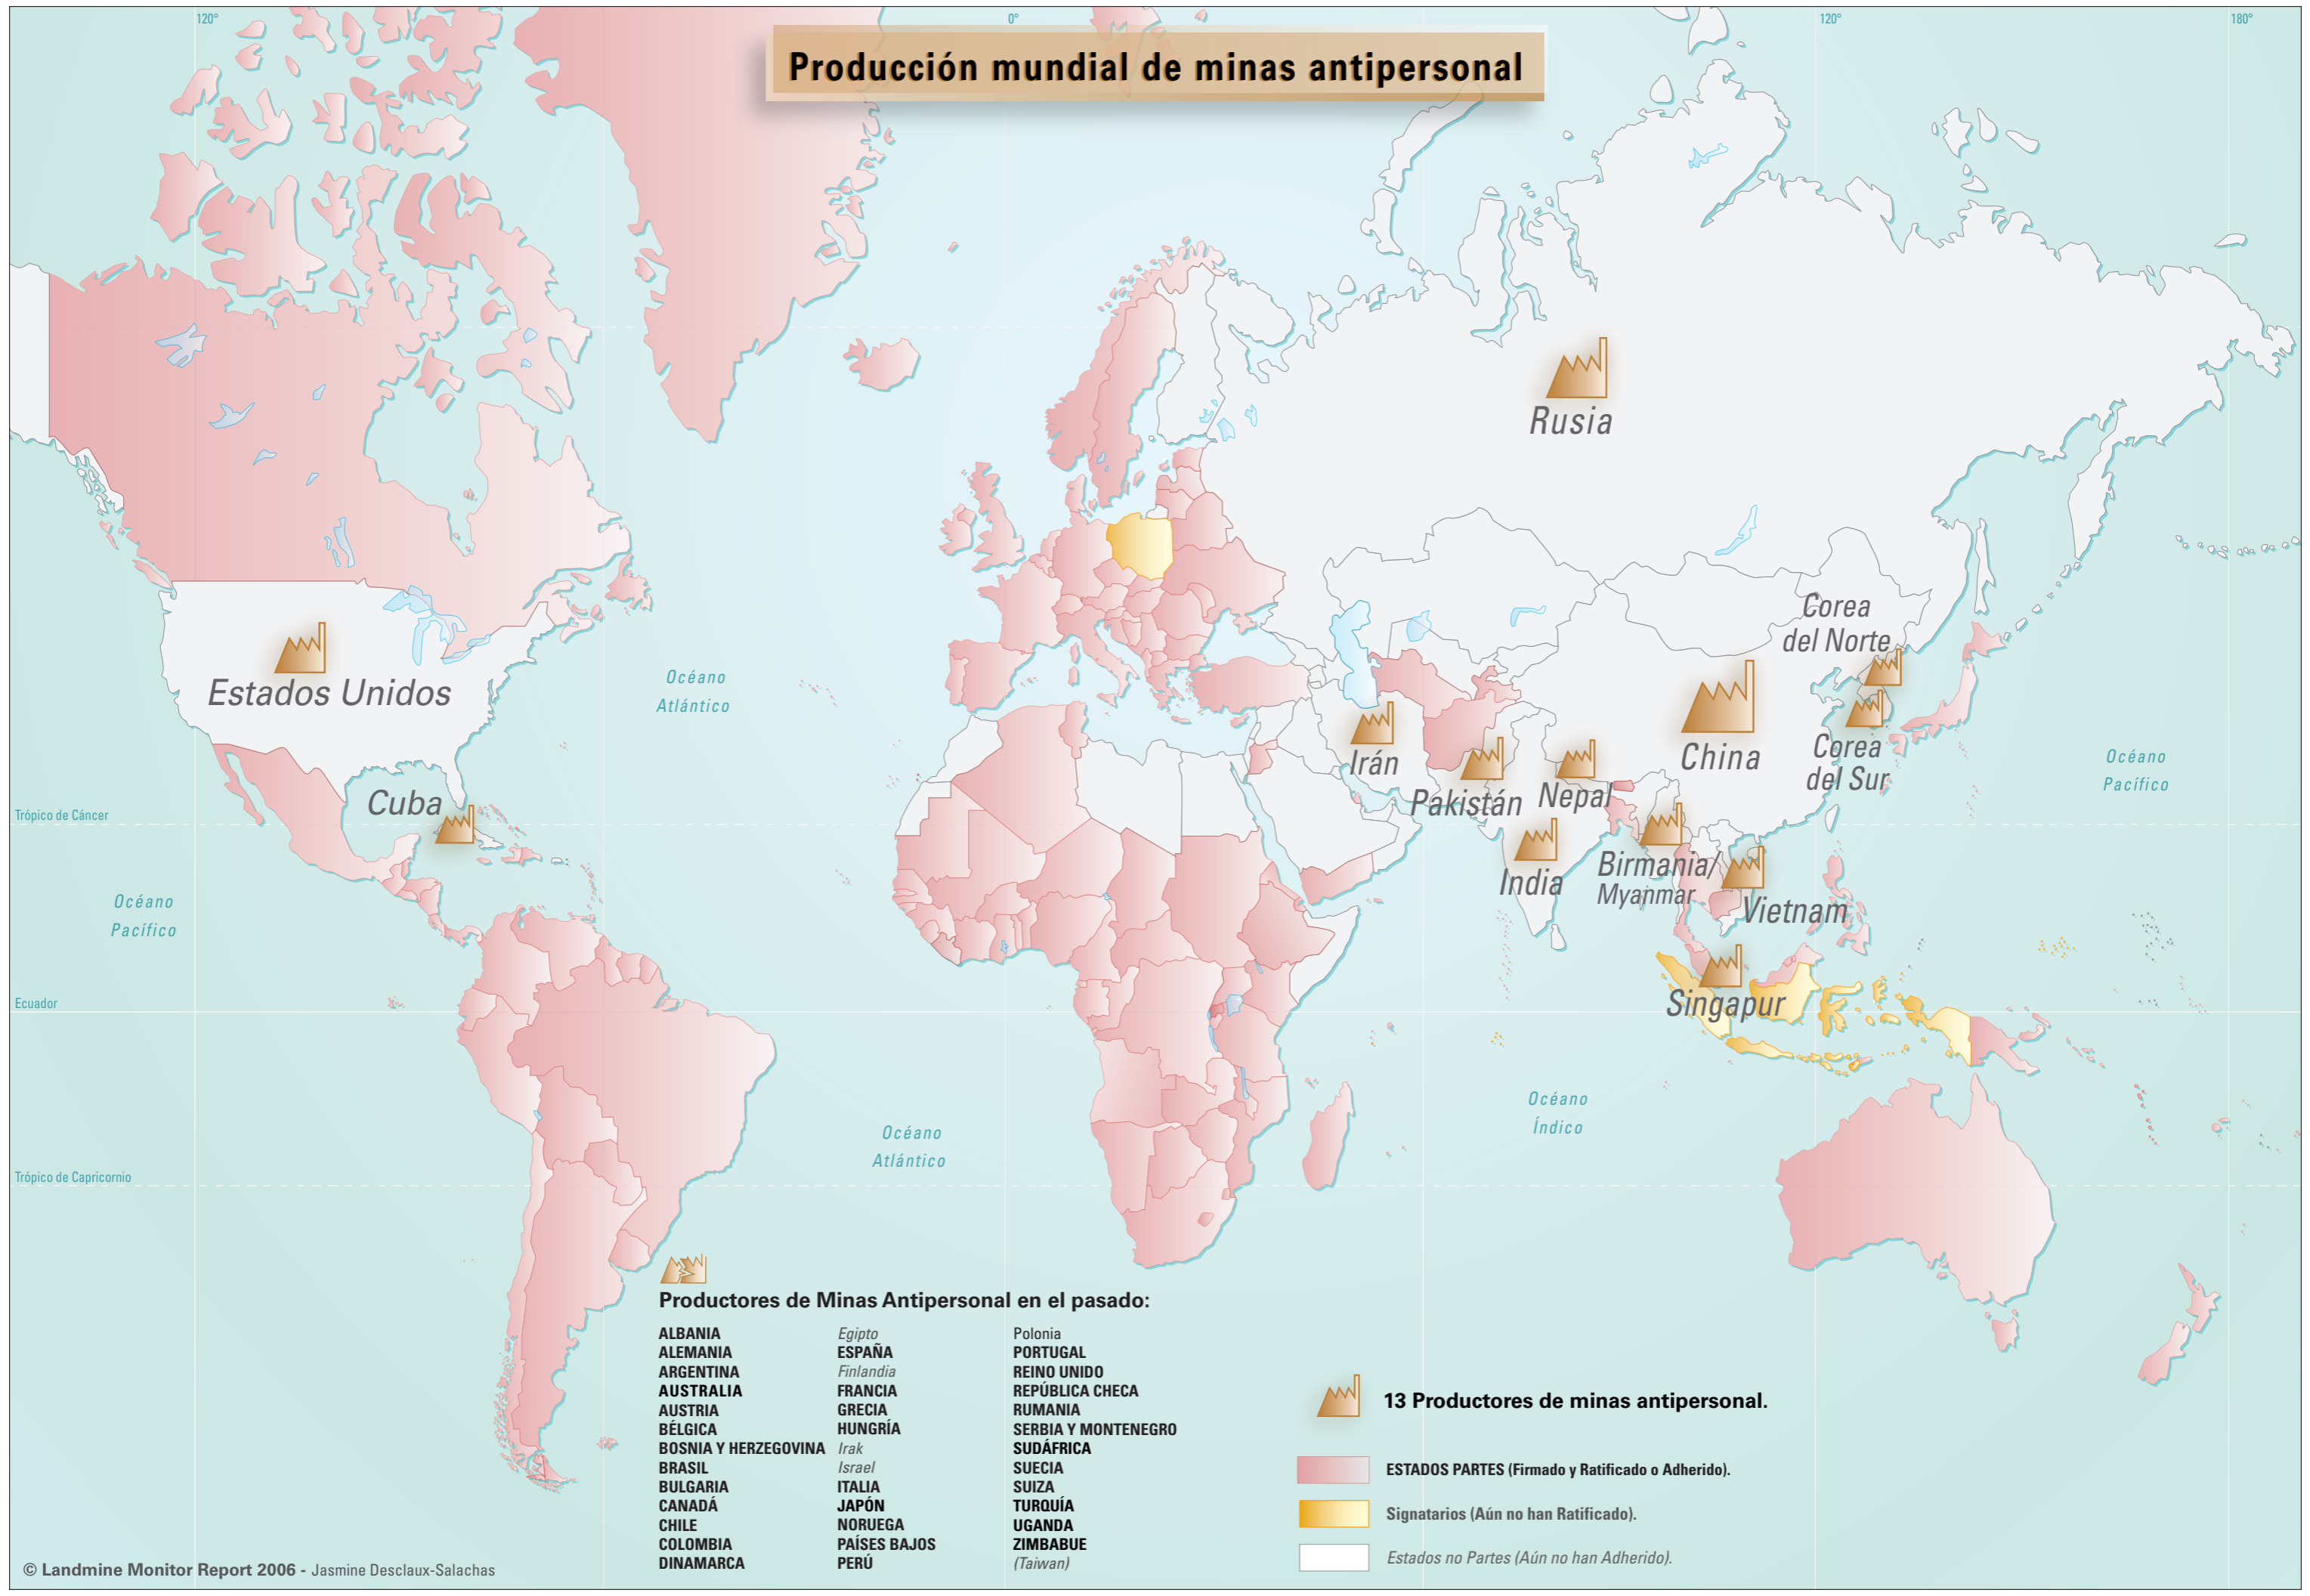 120°
0°
120°
180°
Producción mundial de minas antipersonal
Rusia
Corea
del Norte
Estados Unidos
Océano
Atlántico
China
Corea
del Sur
Irán
Océano
Pacífico
Pakistán
Nepal
Cuba
Trópico de Cáncer
India
Birmania/
Myanmar
Vietnam
Océano
Pacífico
Ecuador
Singapur
Océano
Índico
Océano
Atlántico
Trópico de Capricornio
Productores de Minas Antipersonal en el pasado:
ALBANIA
ALEMANIA
ARGENTINA
AUSTRALIA
AUSTRIA
BÉLGICA
BOSNIA Y HERZEGOVINA
BRASIL
BULGARIA
CANADÁ
CHILE
COLOMBIA
DINAMARCA
Egipto
ESPAÑA
Finlandia
FRANCIA
GRECIA
HUNGRÍA
Irak
Israel
ITALIA
JAPÓN
NORUEGA
PAÍSES BAJOS
PERÚ
Polonia
PORTUGAL
REINO UNIDO
REPÚBLICA CHECA
RUMANIA
SERBIA Y MONTENEGRO
SUDÁFRICA
SUECIA
SUIZA
TURQUÍA
UGANDA
ZIMBABUE
(Taiwan)
13 Productores de minas antipersonal.
ESTADOS PARTES (Firmado y Ratificado o Adherido).
Signatarios (Aún no han Ratificado).
Estados no Partes (Aún no han Adherido).
© Landmine Monitor Report 2006 - Jasmine Desclaux-Salachas